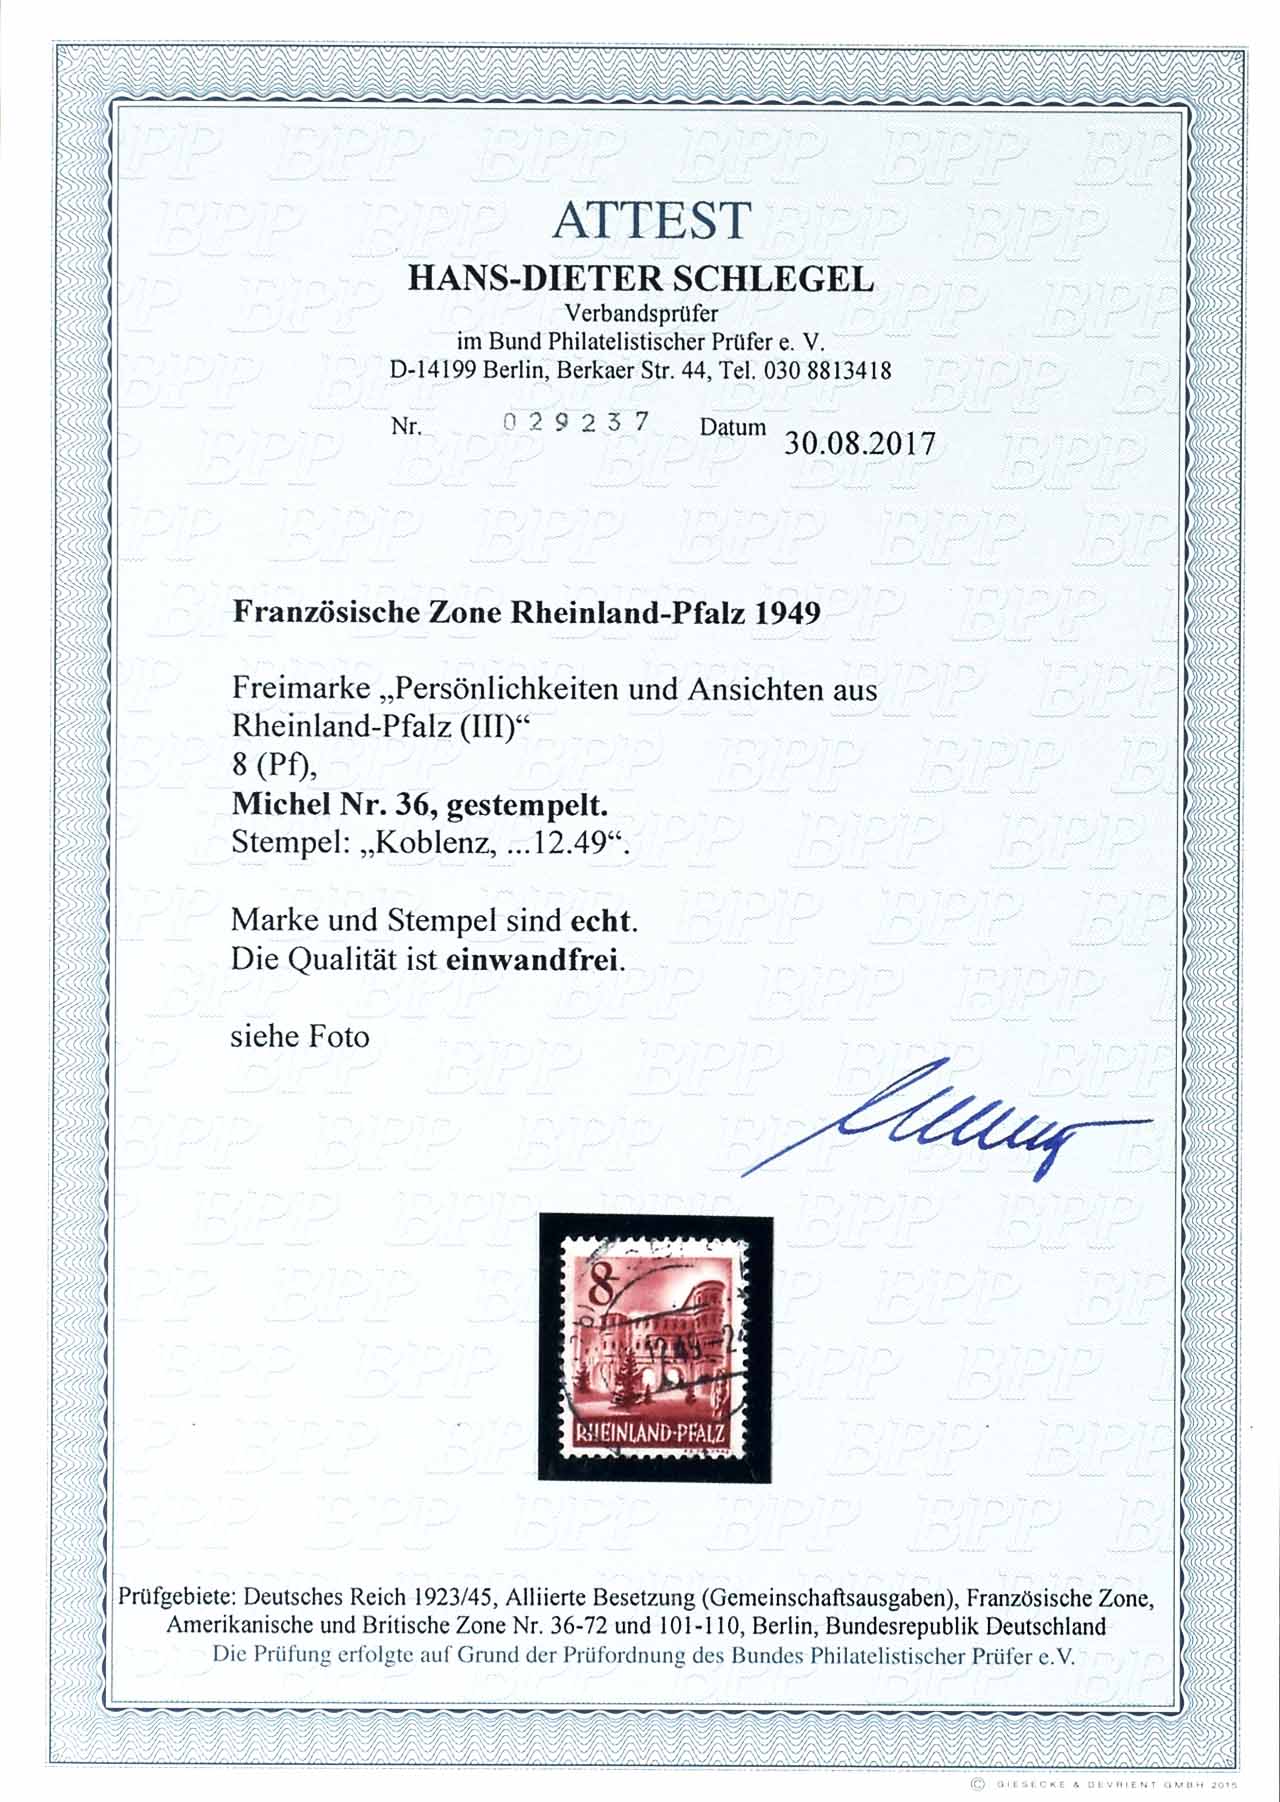 ATTEST
HANS-DIETER SCHLEGEL
Verbandsprüfer
im Bund Philatelistischer Prüfer e. V.
D-14199 Berlin, Berkaer Str. 44, Tel. 030 8813418
Nr. 029237 Datum 30.08.2017
Französische Zone Rheinland-Pfalz 1949
Freimarke „Persönlichkeiten und Ansichten aus
Rheinland-Pfalz (III)“
8 (Pf),
Michel Nr. 36, gestempelt.
Stempel: „Koblenz, ...12.49“.
Marke und Stempel sind echt.
Die Qualität ist einwandfrei.
siehe Foto
8
12.49
RHEINLAND-PFALZ
Prüfgebiete: Deutsches Reich 1923/45, Alliierte Besetzung (Gemeinschaftsausgaben), Französische Zone,
Amerikanische und Britische Zone Nr. 36-72 und 101-110, Berlin, Bundesrepublik Deutschland
Die Prüfung erfolgte auf Grund der Prüfordnung des Bundes Philatelistischer Prüfer e.V.
© GIESECKE & DEVRIENT GMBH 2015